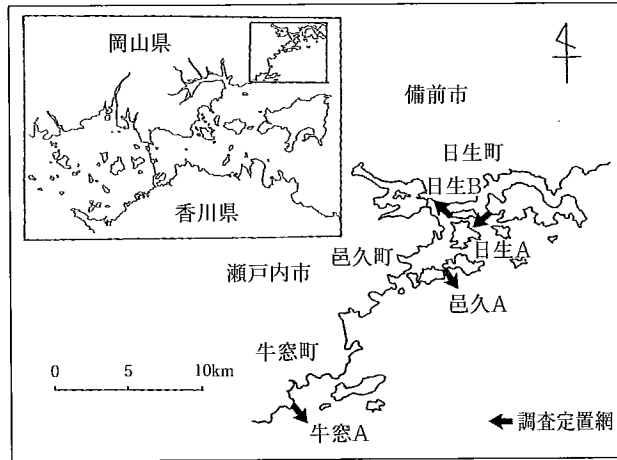 岡山県
香川県
備前市
日生町
日生B
日生A
邑久町
瀬戸内市
邑久A
牛窓町
0 5 10km
牛窓A
調査定置網